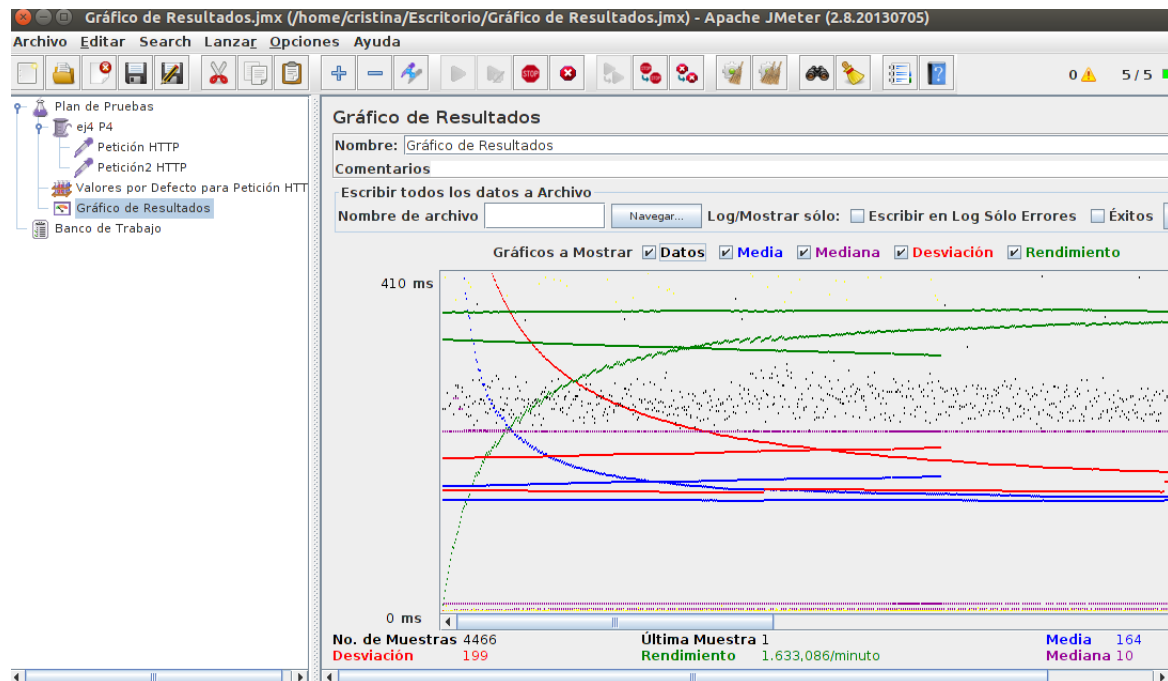 Gráfico de Resultados.jmx (/home/cristina/Escritorio/Gráfico de Resultados.jmx) - Apache JMeter (2.8.20130705)
Archivo Editar Search Lanzar Opciones Ayuda
STOP
0 5 / 5
Plan de Pruebas
ej4 P4
Petición HTTP
Petición2 HTTP
Valores por Defecto para Petición HTT
Gráfico de Resultados
Banco de Trabajo
Gráfico de Resultados
Nombre: Gráfico de Resultados
Comentarios
Escribir todos los datos a Archivo
Nombre de archivo Navegar... Log/Mostrar sólo: Escribir en Log Sólo Errores Éxitos
Gráficos a Mostrar Datos Media Mediana Desviación Rendimiento
410 ms
0 ms
No. de Muestras 4466 Última Muestra 1 Media 164
Desviación 199 Rendimiento 1.633,086/minuto Mediana 10